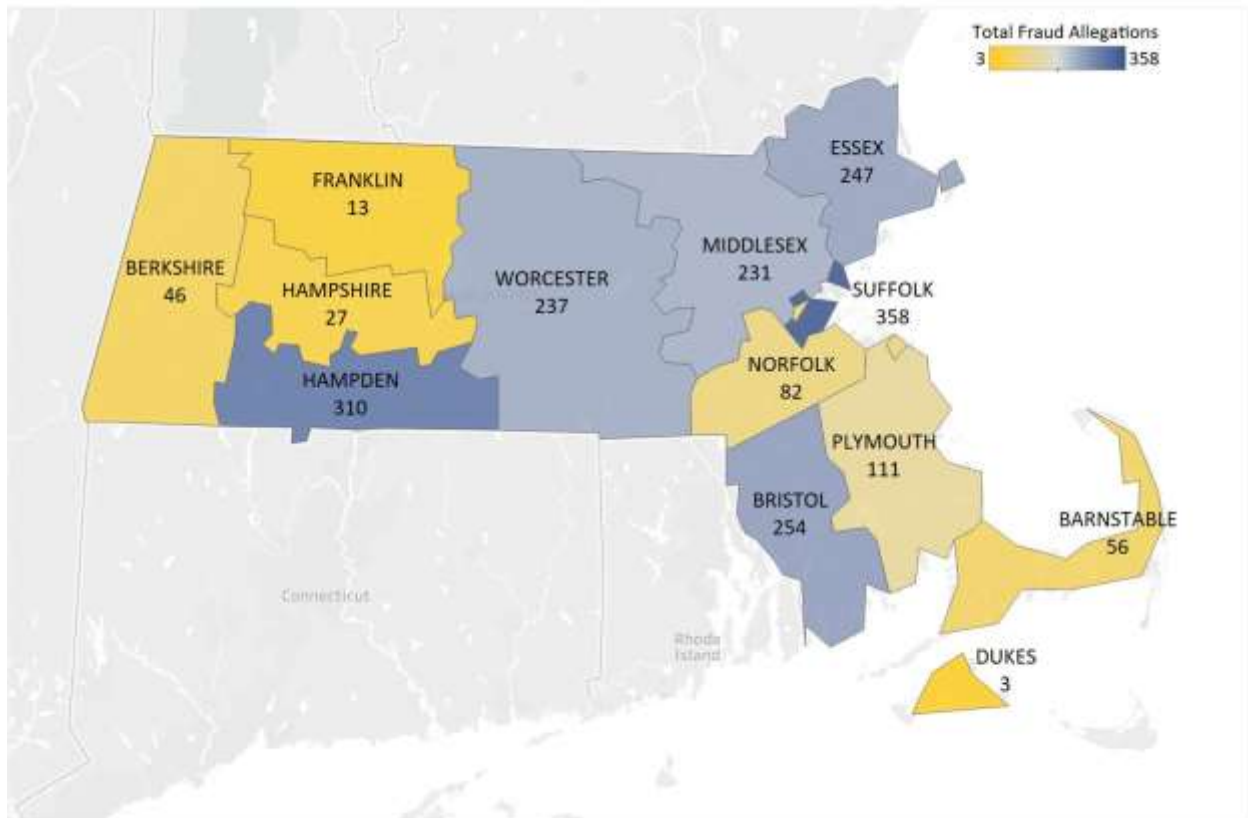 Total Fraud Allegations
3 358
ESSEX
247
FRANKLIN
13
MIDDLESEX
231
BERKSHIRE
46
WORCESTER
237
HAMPSHIRE
27
SUFFOLK
358
NORFOLK
82
HAMPDEN
310
PLYMOUTH
111
BRISTOL
254
BARNSTABLE
56
Connecticut
Rhode
Island
DUKES
3